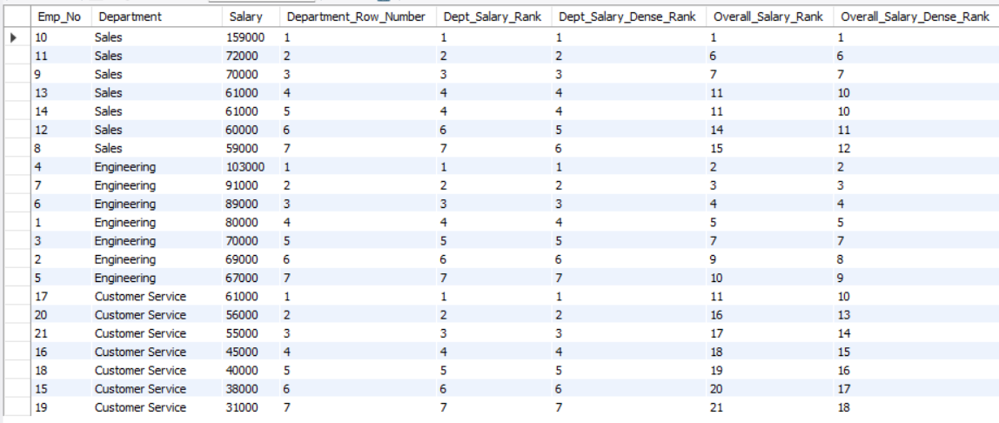 Emp_No Department Salary Department_Row_Number Dept_Salary_Rank Dept_Salary_Dense_Rank Overall_Salary_Rank Overall_Salary_Dense_Rank
10 Sales 159000 1 1 1 1 1
11 Sales 72000 2 2 2 6 6
9 Sales 70000 3 3 3 7 7
13 Sales 61000 4 4 4 11 10
14 Sales 61000 5 4 4 11 10
12 Sales 60000 6 6 5 14 11
8 Sales 59000 7 7 6 15 12
4 Engineering 103000 1 1 1 2 2
7 Engineering 91000 2 2 2 3 3
6 Engineering 89000 3 3 3 4 4
1 Engineering 80000 4 4 4 5 5
3 Engineering 70000 5 5 5 7 7
2 Engineering 69000 6 6 6 9 8
5 Engineering 67000 7 7 7 10 9
17 Customer Service 61000 1 1 1 11 10
20 Customer Service 56000 2 2 2 16 13
21 Customer Service 55000 3 3 3 17 14
16 Customer Service 45000 4 4 4 18 15
18 Customer Service 40000 5 5 5 19 16
15 Customer Service 38000 6 6 6 20 17
19 Customer Service 31000 7 7 7 21 18